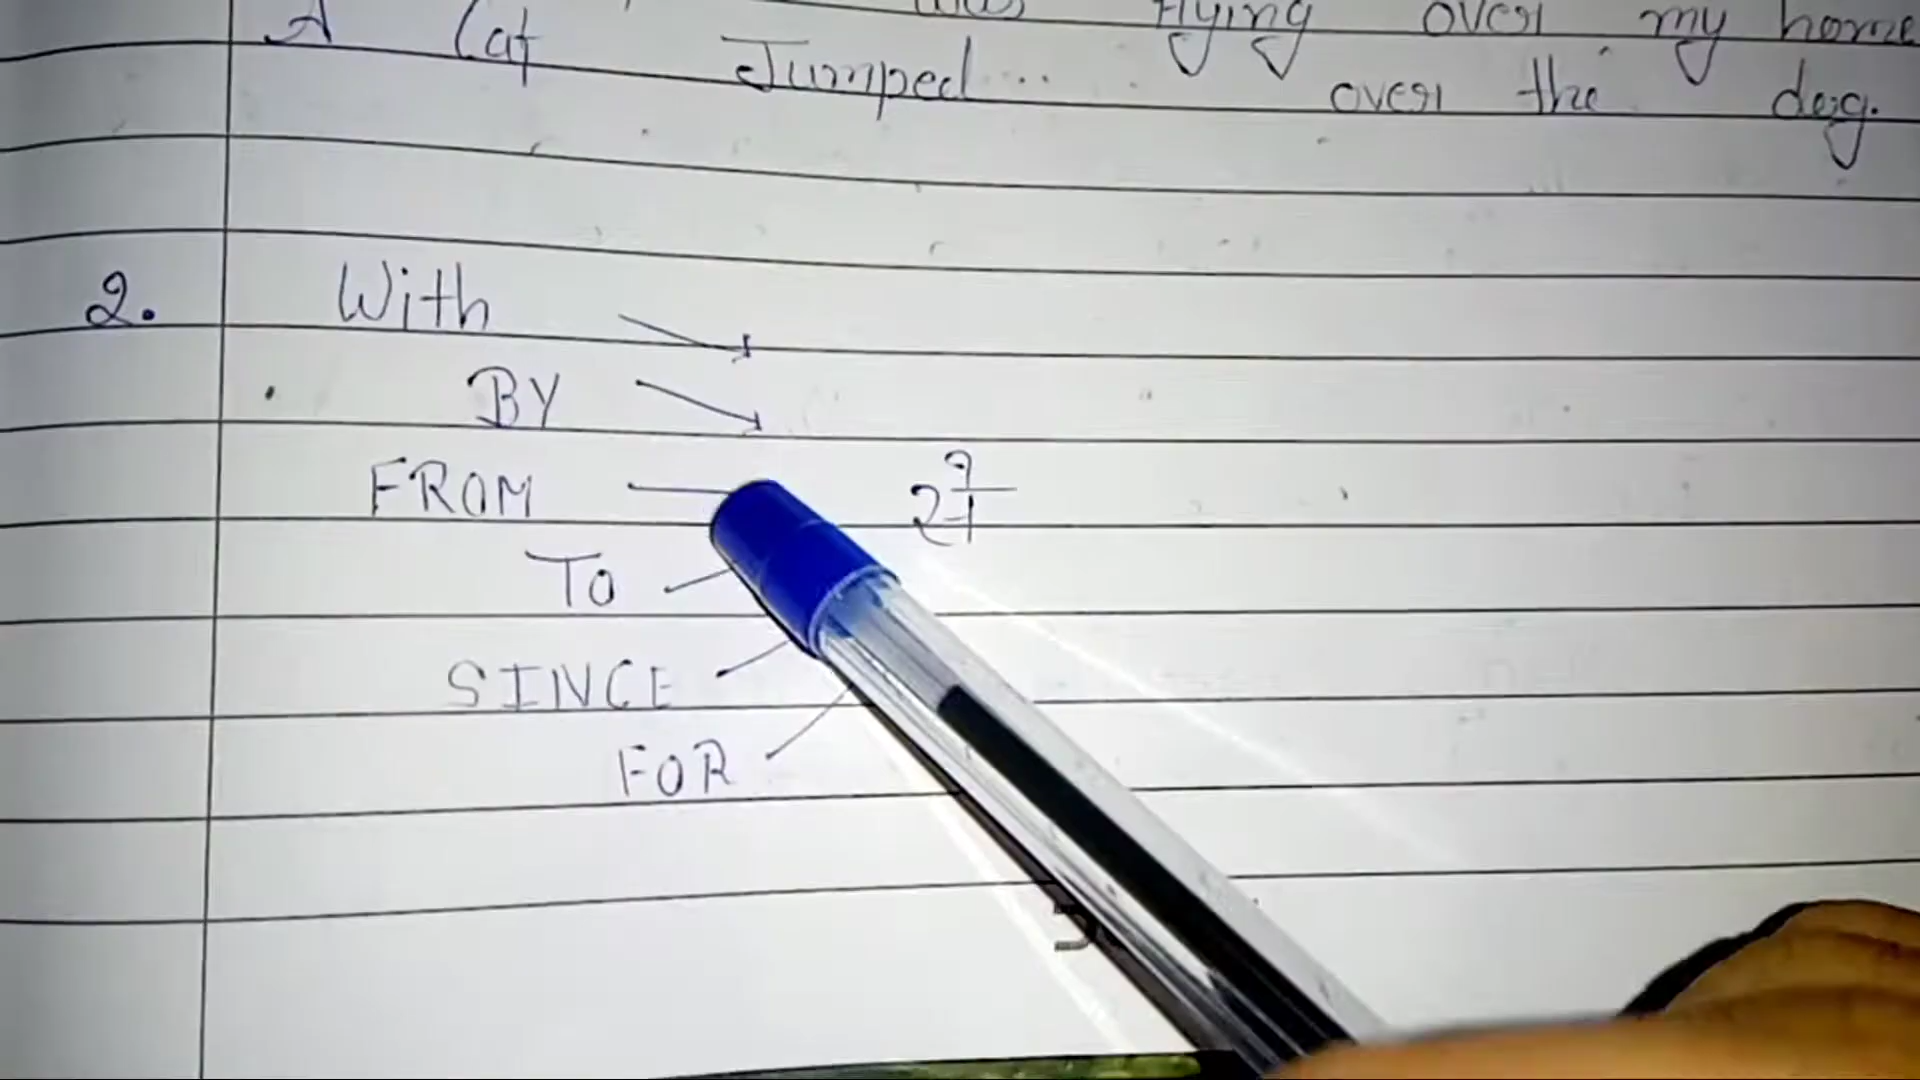 flying over my home
A Cat Jumped... over the dog.
2. With
BY
FROM से
TO
SINCE
FOR